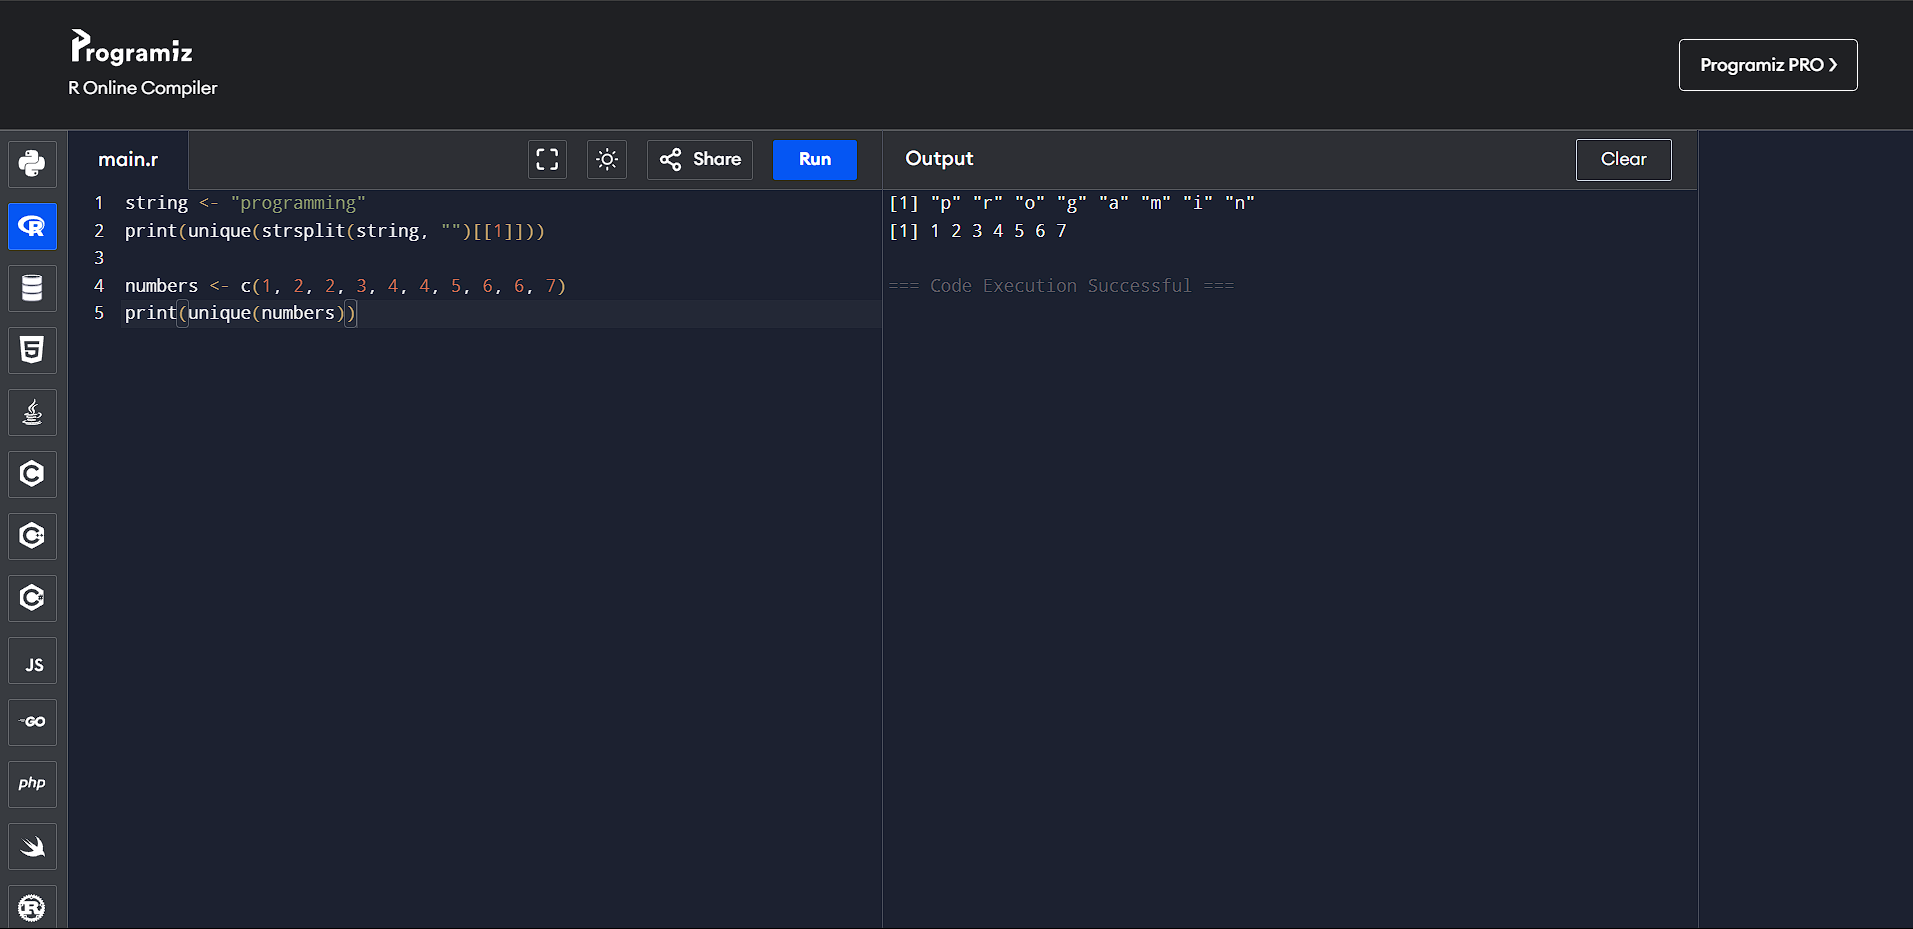 Programiz
R Online Compiler
Programiz PRO ❯
main.r
Share
Run
Output
Clear
1 string <- "programming"
2 print(unique(strsplit(string, "")[[1]]))
3
4 numbers <- c(1, 2, 2, 3, 4, 4, 5, 6, 6, 7)
5 print(unique(numbers))
[1] "p" "r" "o" "g" "a" "m" "i" "n"
[1] 1 2 3 4 5 6 7
=== Code Execution Successful ===
R
5
C
C++
C#
JS
GO
php
R